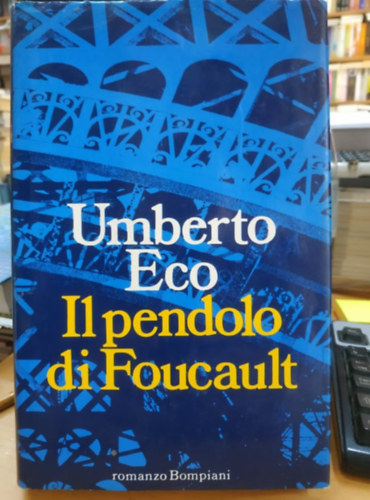 Umberto
Eco
Il pendolo
di Foucault
romanzo Bompiani